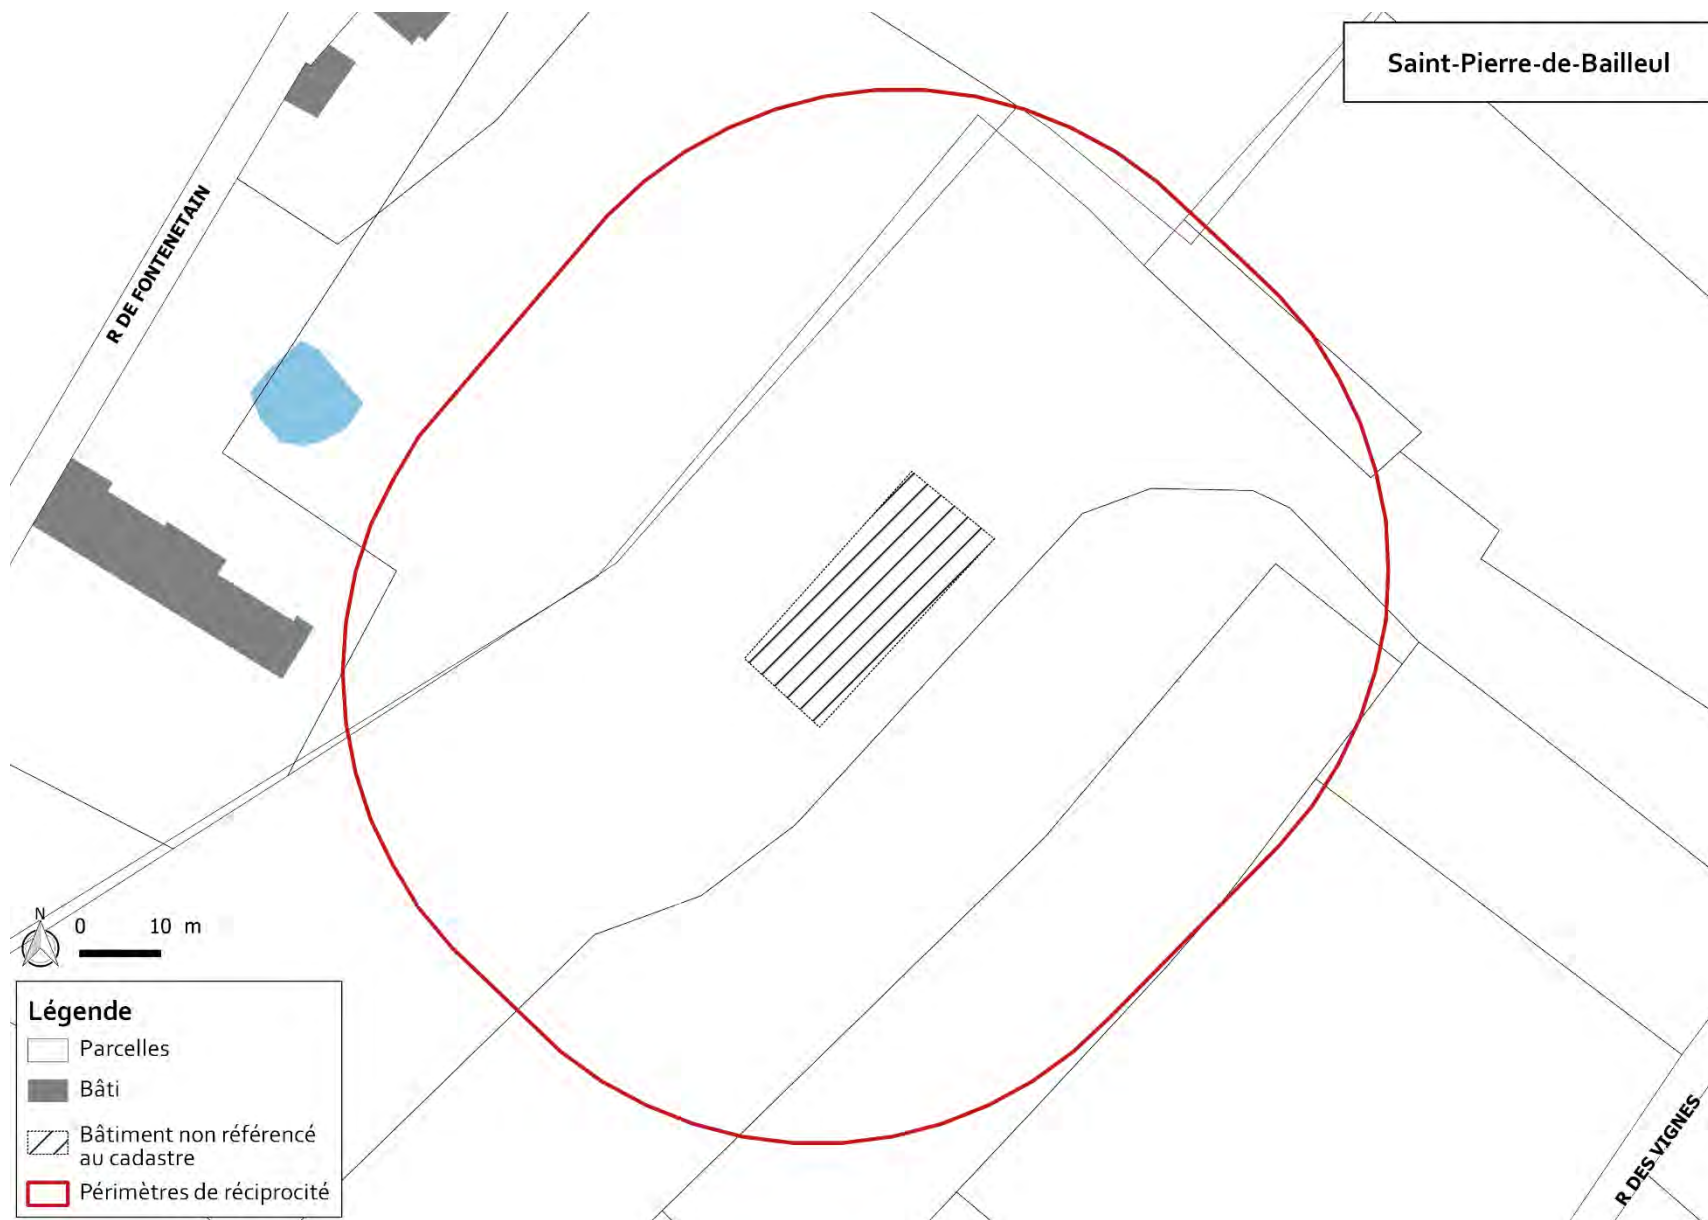 Saint-Pierre-de-Bailleul
R DE FONTENETAIN
N
0 10 m
Légende
Parcelles
Bâti
Bâtiment non référencé
au cadastre
Périmètres de réciprocité
R DES VIGNES